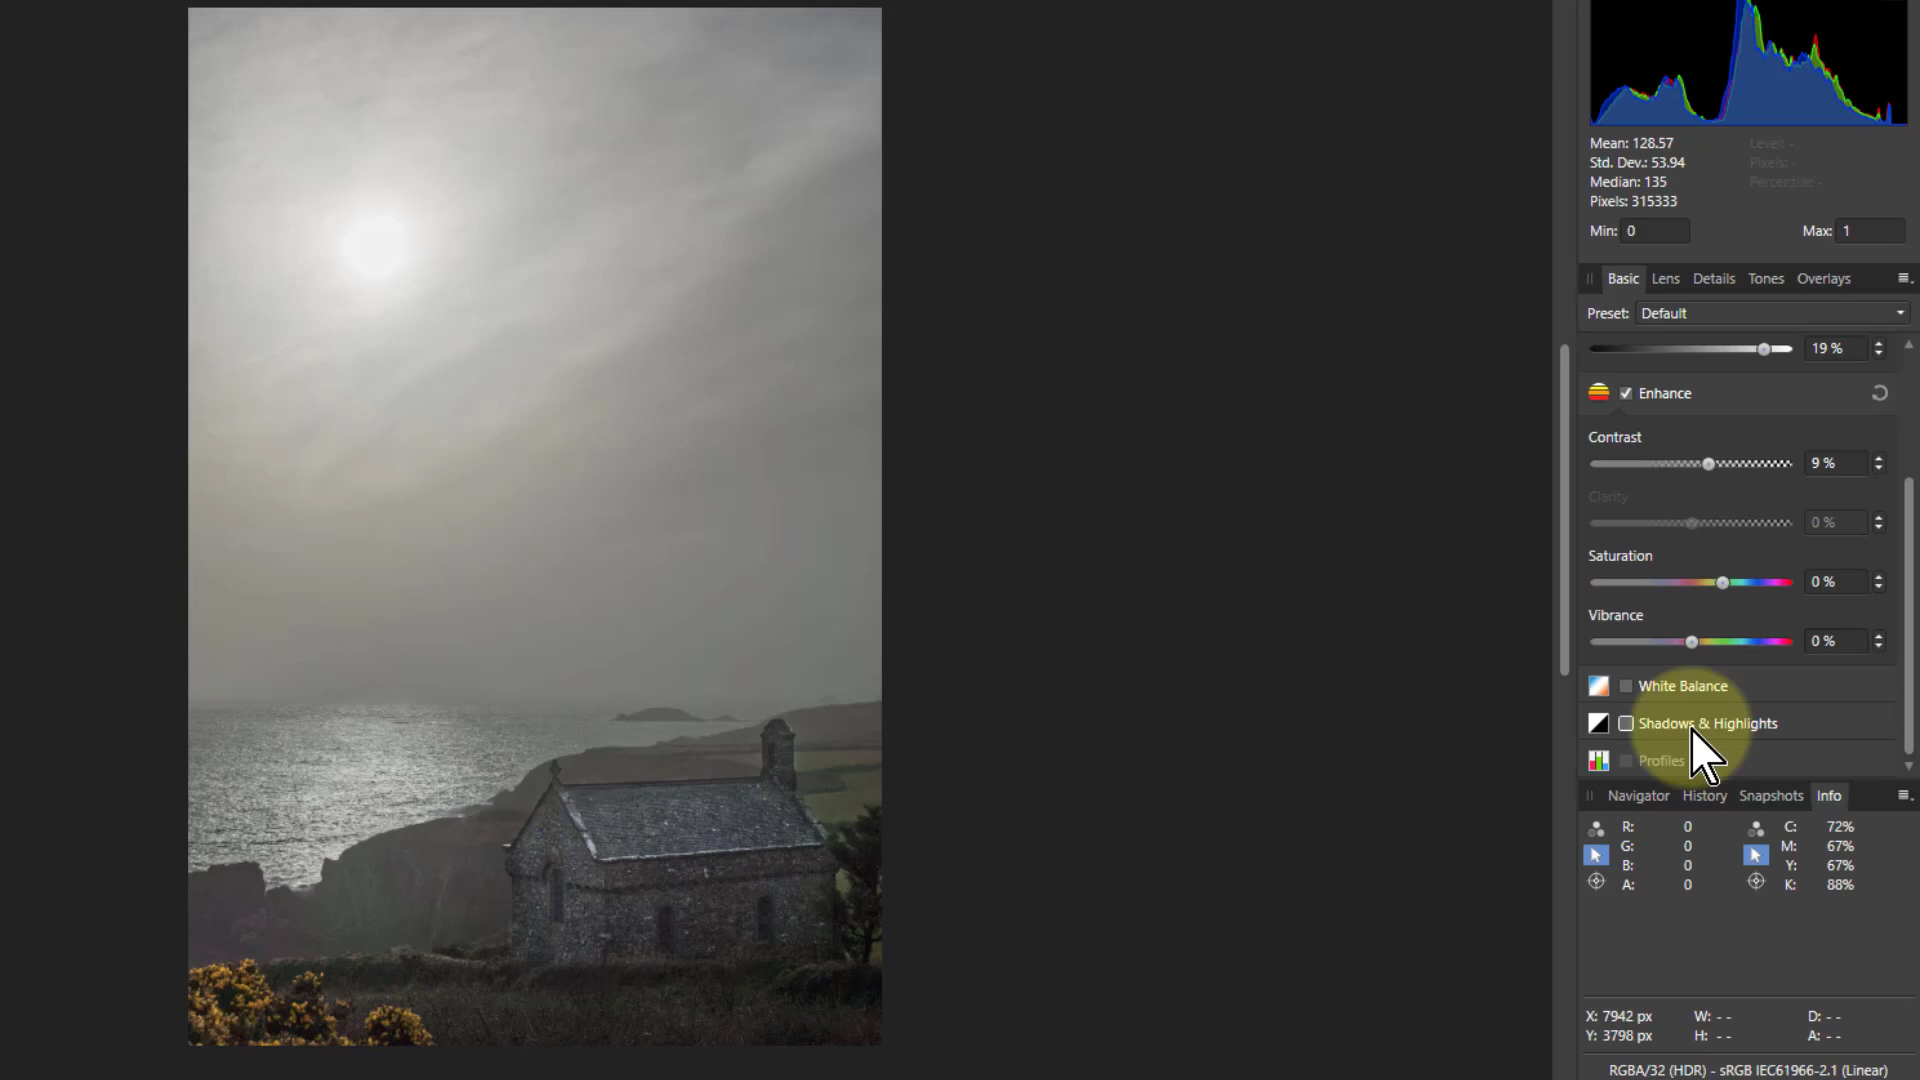 Mean: 128.57 Level: -
Std. Dev.: 53.94 Pixels: -
Median: 135 Percentile: -
Pixels: 315333
Min: 0 Max: 1
Basic Lens Details Tones Overlays
Preset: Default
19 %
Enhance
Contrast
9 %
Clarity
0 %
Saturation
0 %
Vibrance
0 %
White Balance
Shadows & Highlights
Profiles
Navigator History Snapshots Info
R: 0 C: 72%
G: 0 M: 67%
B: 0 Y: 67%
A: 0 K: 88%
X: 7942 px W: - - D: - -
Y: 3798 px H: - - A: - -
RGBA/32 (HDR) - sRGB IEC61966-2.1 (Linear)